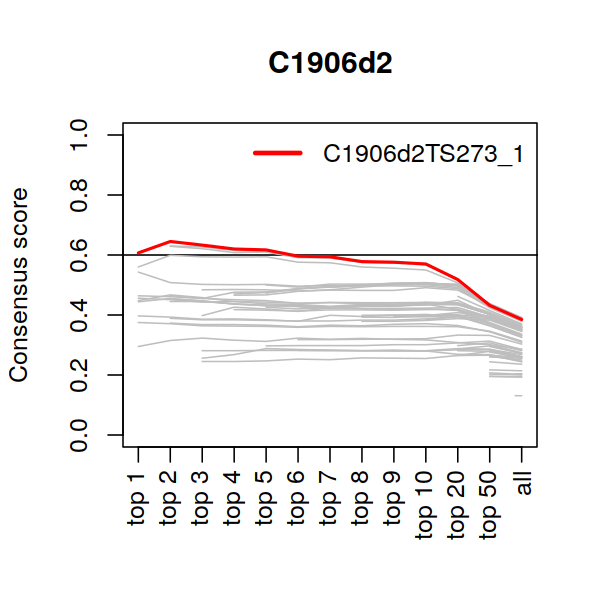 C1906d2
C1906d2TS273_1
Consensus score
1.0
0.8
0.6
0.4
0.2
0.0
top 1
top 2
top 3
top 4
top 5
top 6
top 7
top 8
top 9
top 10
top 20
top 50
all